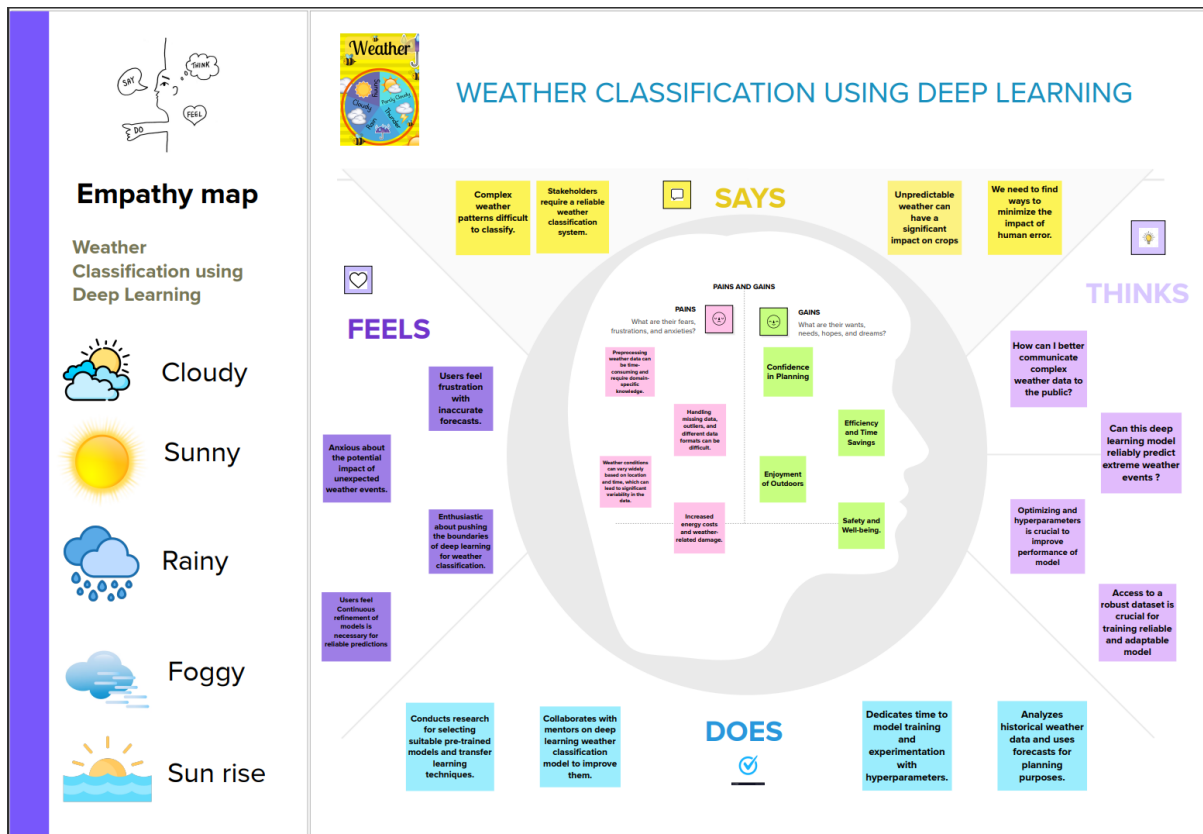 SAY
THINK
FEEL
DO
Empathy map
Weather
Classification using
Deep Learning
Cloudy
Sunny
Rainy
Foggy
Sun rise
Weather
Sunny
Partly Cloudy
Thunder
Rain
Cloudy
WEATHER CLASSIFICATION USING DEEP LEARNING
SAYS
Complex
weather
patterns difficult
to classify.
Stakeholders
require a reliable
weather
classification
system.
Unpredictable
weather can
have a
significant
impact on crops
We need to find
ways to
minimize the
impact of
human error.
THINKS
How can I better
communicate
complex
weather data to
the public?
Can this deep
learning model
reliably predict
extreme weather
events ?
Optimizing and
hyperparameters
is crucial to
improve
performance of
model
Access to a
robust dataset is
crucial for
training reliable
and adaptable
model
FEELS
Users feel
frustration
with
inaccurate
forecasts.
Anxious about
the potential
impact of
unexpected
weather events.
Enthusiastic
about pushing the
boundaries of
deep learning
for weather
classification.
Users feel
Continuous
refinement of
models is
necessary for
reliable predictions
PAINS AND GAINS
PAINS
What are their fears,
frustrations, and anxieties?
Preprocessing
weather data can
be time-
consuming and
require domain-
specific
knowledge.
Handling
missing data,
outliers, and
different data
formats can be
difficult.
Weather conditions
can vary widely
based on location
and time, which can
lead to significant
variability in the
data.
Increased
energy costs
and weather-
related damage.
GAINS
What are their wants,
needs, hopes, and dreams?
Confidence
in Planning
Efficiency
and Time
Savings
Enjoyment
of Outdoors
Safety and
Well-being.
DOES
Conducts research
for selecting
suitable pre-trained
models and transfer
learning
techniques.
Collaborates with
mentors on deep
learning weather
classification
model to improve
them.
Dedicates time to
model training
and
experimentation
with
hyperparameters.
Analyzes
historical weather
data and uses
forecasts for
planning
purposes.